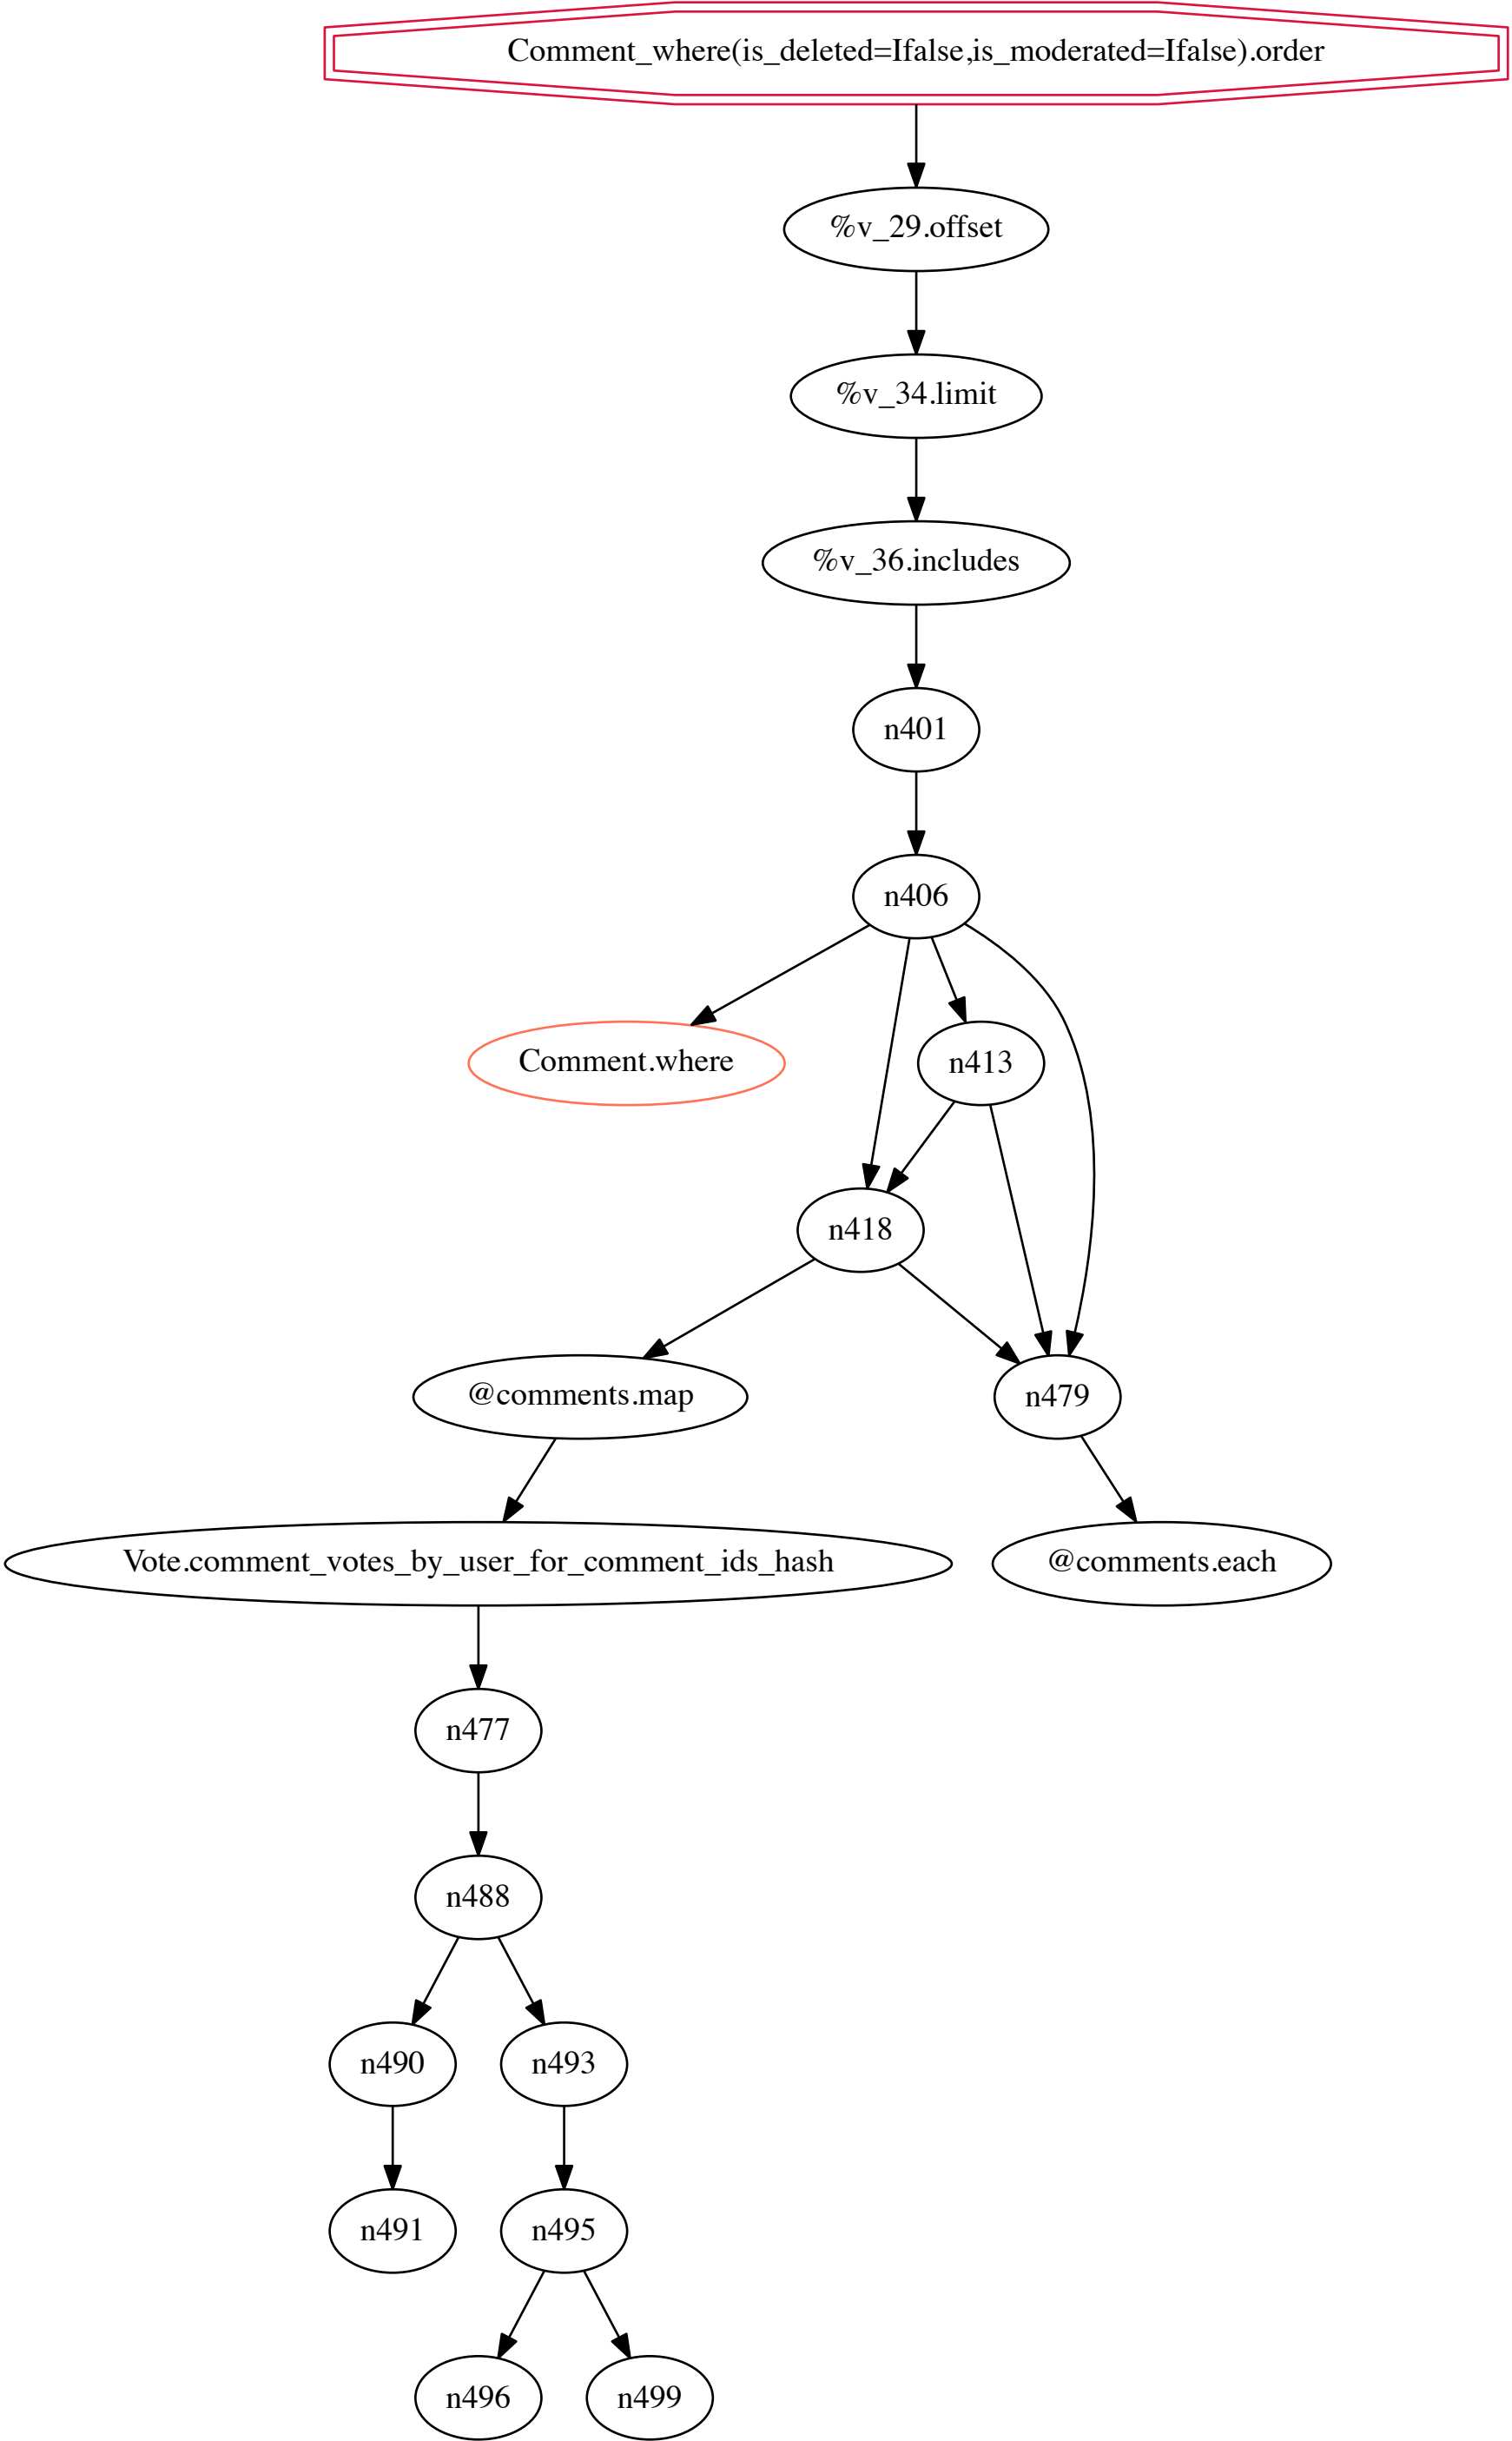 Comment_where(is_deleted=Ifalse,is_moderated=Ifalse).order
%v_29.offset
%v_34.limit
%v_36.includes
n401
n406
Comment.where
n413
n418
@comments.map
n479
Vote.comment_votes_by_user_for_comment_ids_hash
@comments.each
n477
n488
n490
n493
n491
n495
n496
n499